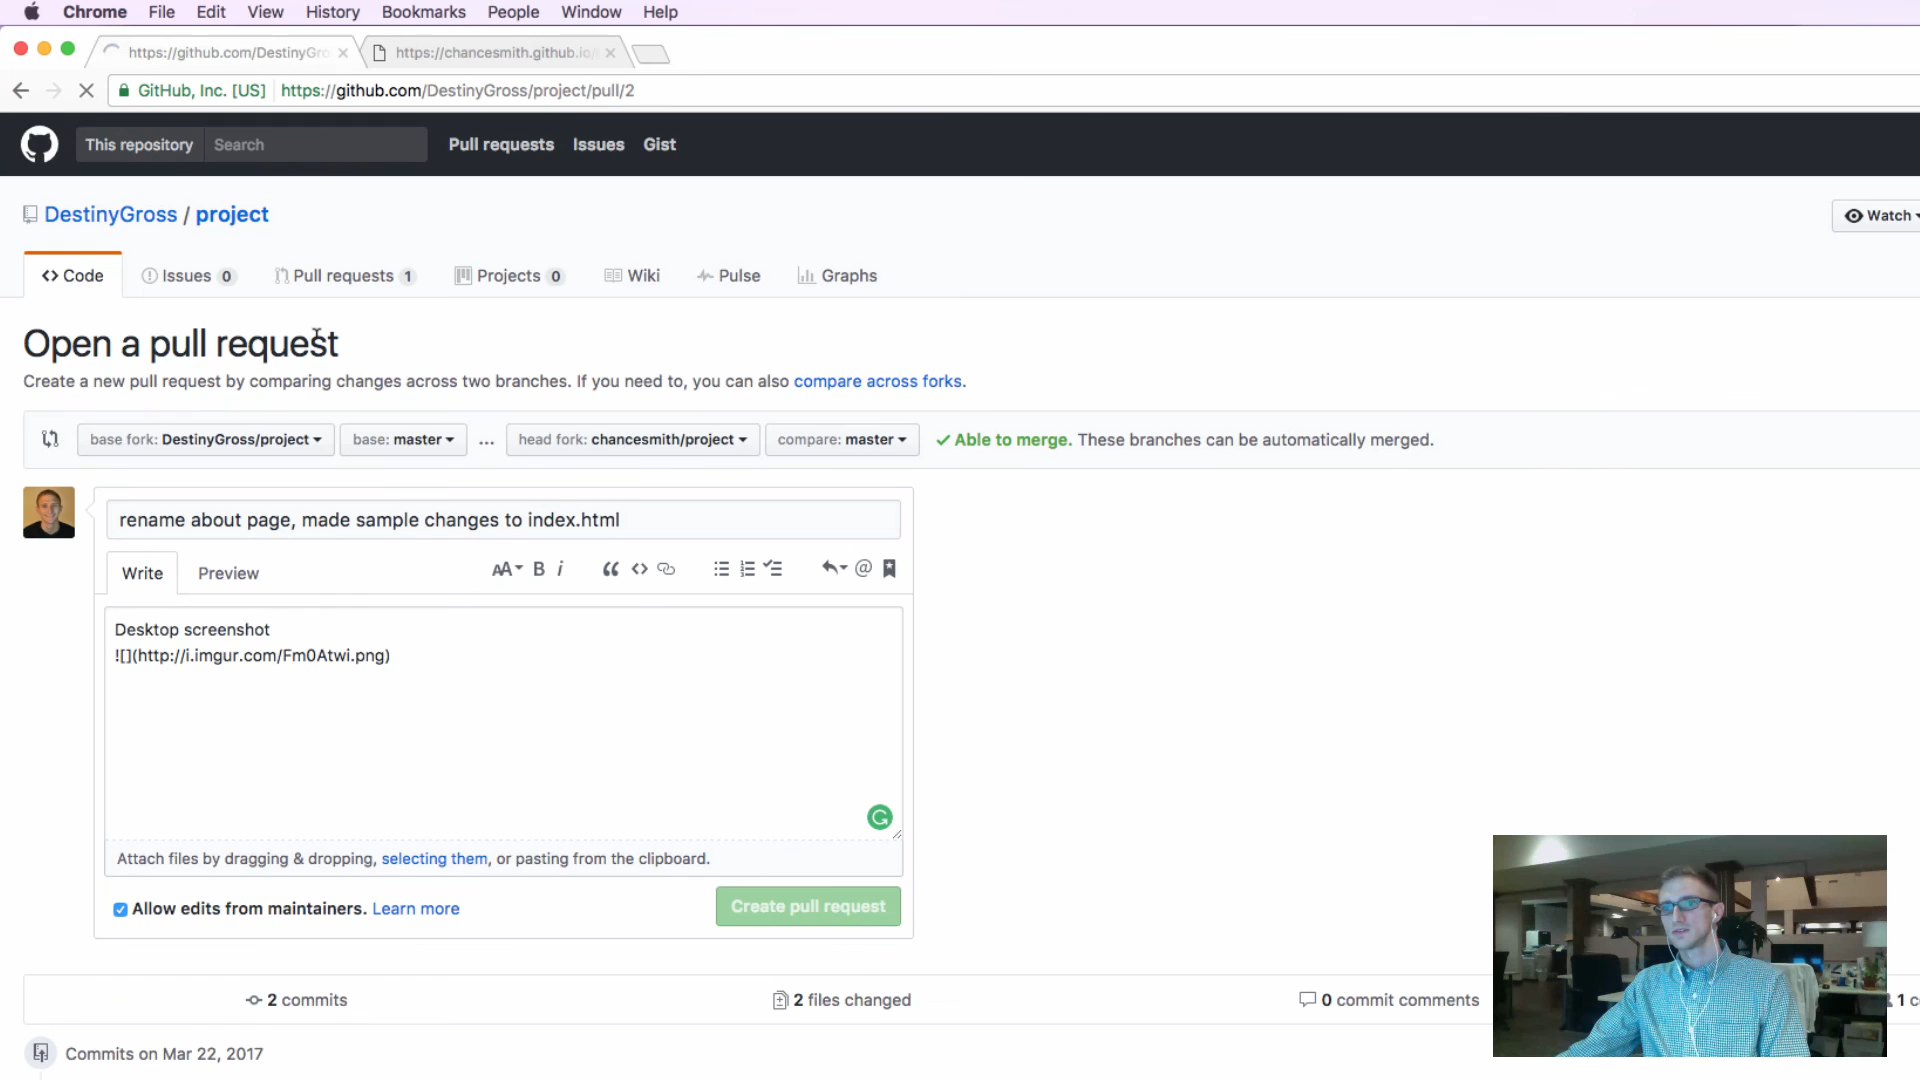 Chrome File Edit View History Bookmarks People Window Help
https://github.com/DestinyGro
https://chancesmith.github.io/
GitHub, Inc. [US] https://github.com/DestinyGross/project/pull/2
This repository Search Pull requests Issues Gist
DestinyGross / project
Watch
Code Issues 0 Pull requests 1 Projects 0 Wiki Pulse Graphs
Open a pull request
Create a new pull request by comparing changes across two branches. If you need to, you can also compare across forks.
base fork: DestinyGross/project base: master ... head fork: chancesmith/project compare: master Able to merge. These branches can be automatically merged.
rename about page, made sample changes to index.html
Write Preview AA B i @
Desktop screenshot
![](http://i.imgur.com/Fm0Atwi.png)
Attach files by dragging & dropping, selecting them, or pasting from the clipboard.
Allow edits from maintainers. Learn more
Create pull request
2 commits 2 files changed 0 commit comments 1 c
Commits on Mar 22, 2017